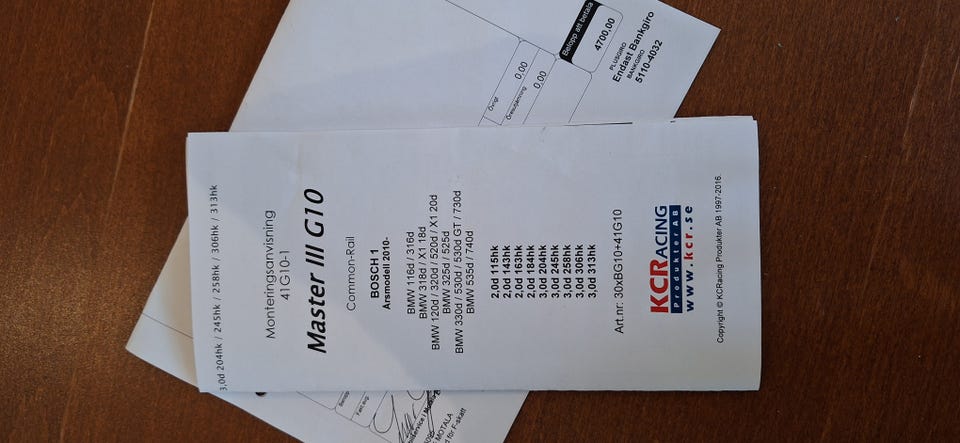 3,0d 204hk / 245hk / 258hk / 306hk / 313hk
Monteringsanvisning
41G10-1
Master III G10
Common-Rail
BOSCH 1
Årsmodell 2010-
BMW 116d / 316d
BMW 318d / X1 18d
BMW 120d / 320d / 520d / X1 20d
BMW 325d / 525d
BMW 330d / 530d / 530d GT / 730d
BMW 535d / 740d
2,0d 115hk
2,0d 143hk
2,0d 163hk
2,0d 184hk
3,0d 204hk
3,0d 245hk
3,0d 258hk
3,0d 306hk
3,0d 313hk
Art.nr: 30xBG10+41G10
KCRACING
Produkter AB
www.kcr.se
Copyright © KCRacing Produkter AB 1997-2016.
Övrigt
0,00
Öresutjämning
0,00
Belopp att betala
4700,00
PLUSGIRO
Endast Bankgiro
BANKGIRO
5110-4032
MOTALA
d för F-skatt